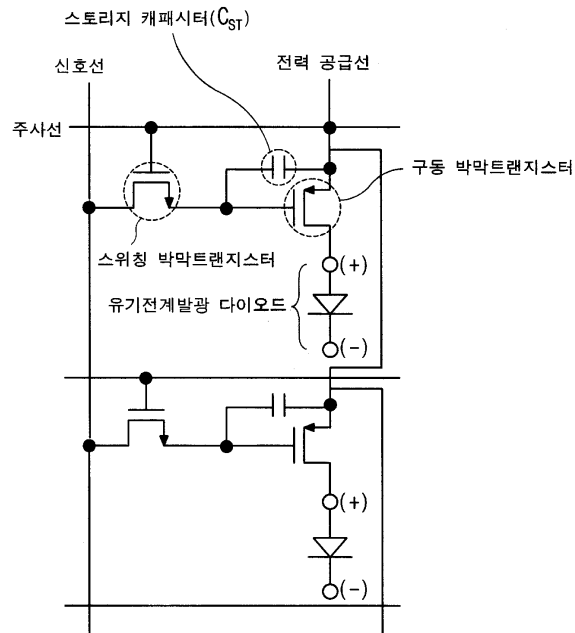 스토리지 캐패시터(C_ST)
신호선
전력 공급선
주사선
구동 박막트랜지스터
스위칭 박막트랜지스터
(+)
유기전계발광 다이오드
(-)
(+)
(-)